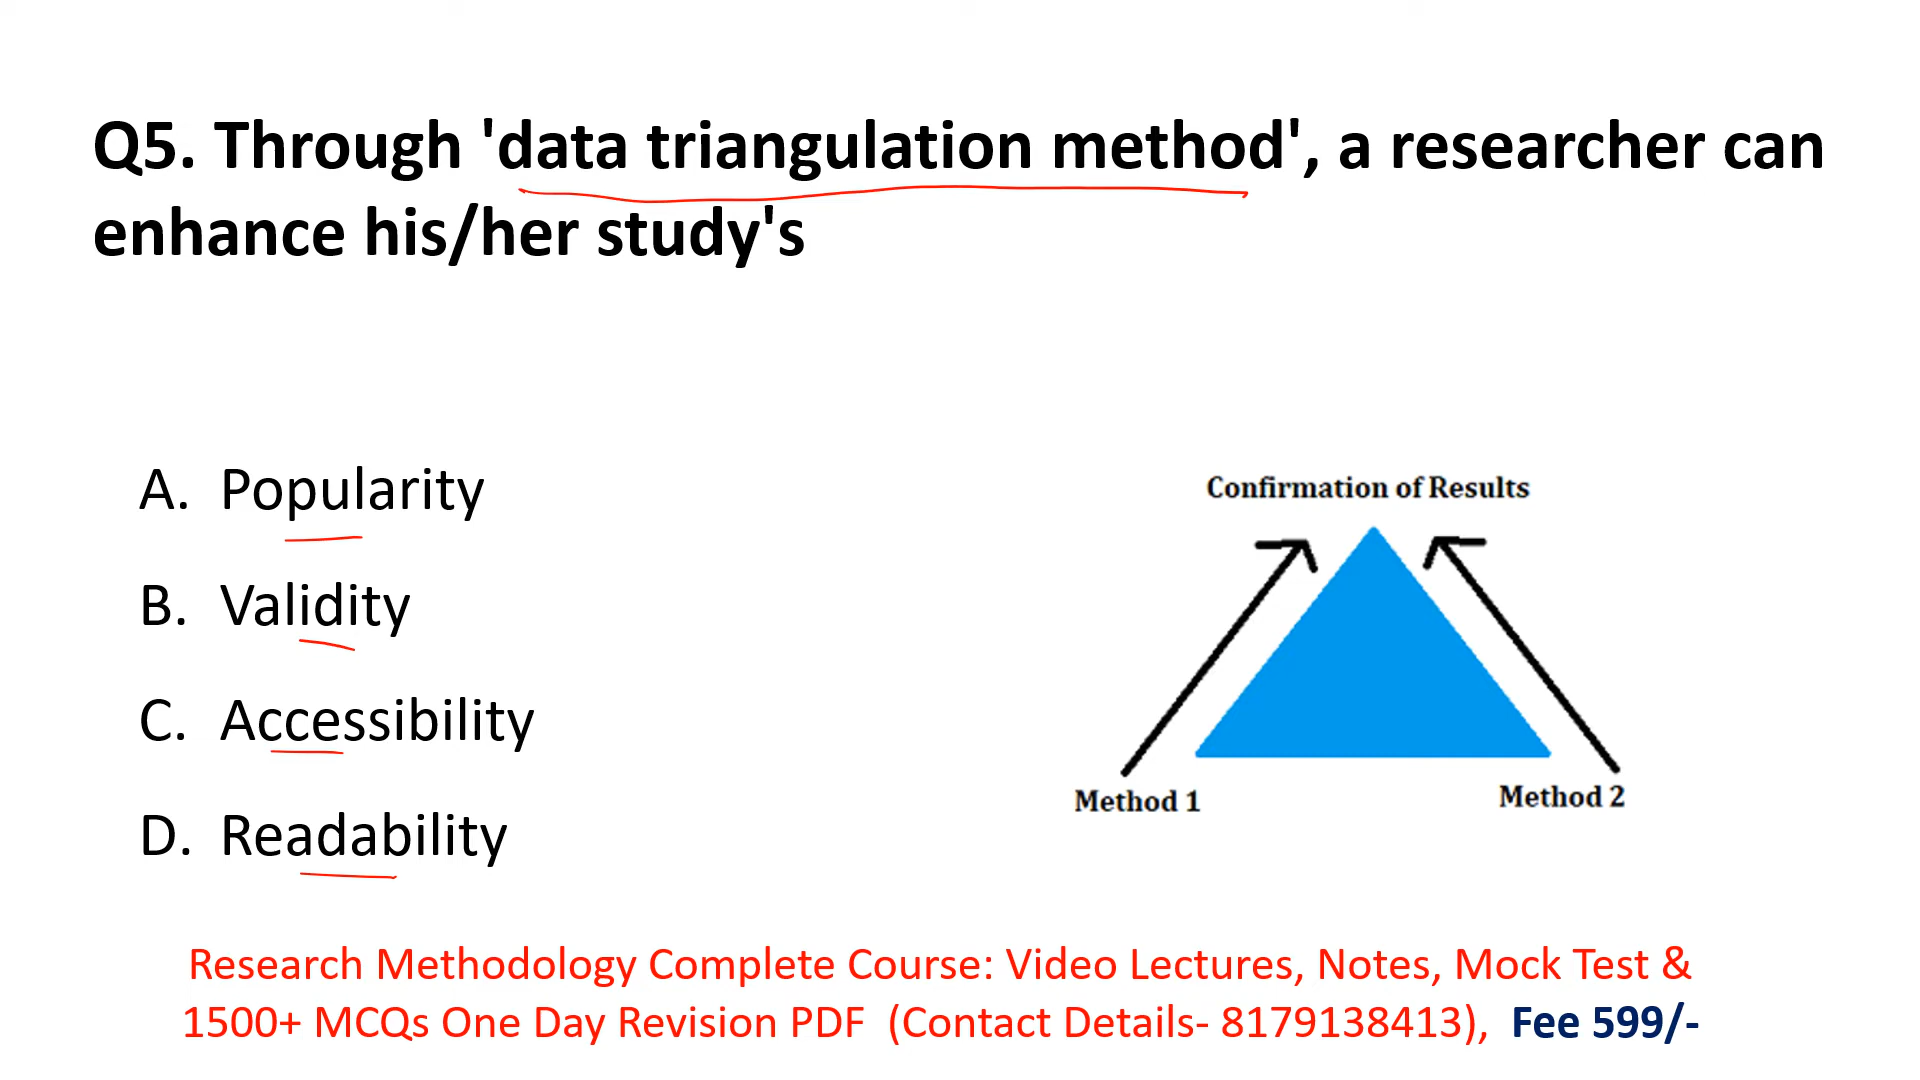 Q5. Through 'data triangulation method', a researcher can
enhance his/her study's
A. Popularity
B. Validity
C. Accessibility
D. Readability
Confirmation of Results
Method 1
Method 2
Research Methodology Complete Course: Video Lectures, Notes, Mock Test &
1500+ MCQs One Day Revision PDF (Contact Details- 8179138413), Fee 599/-